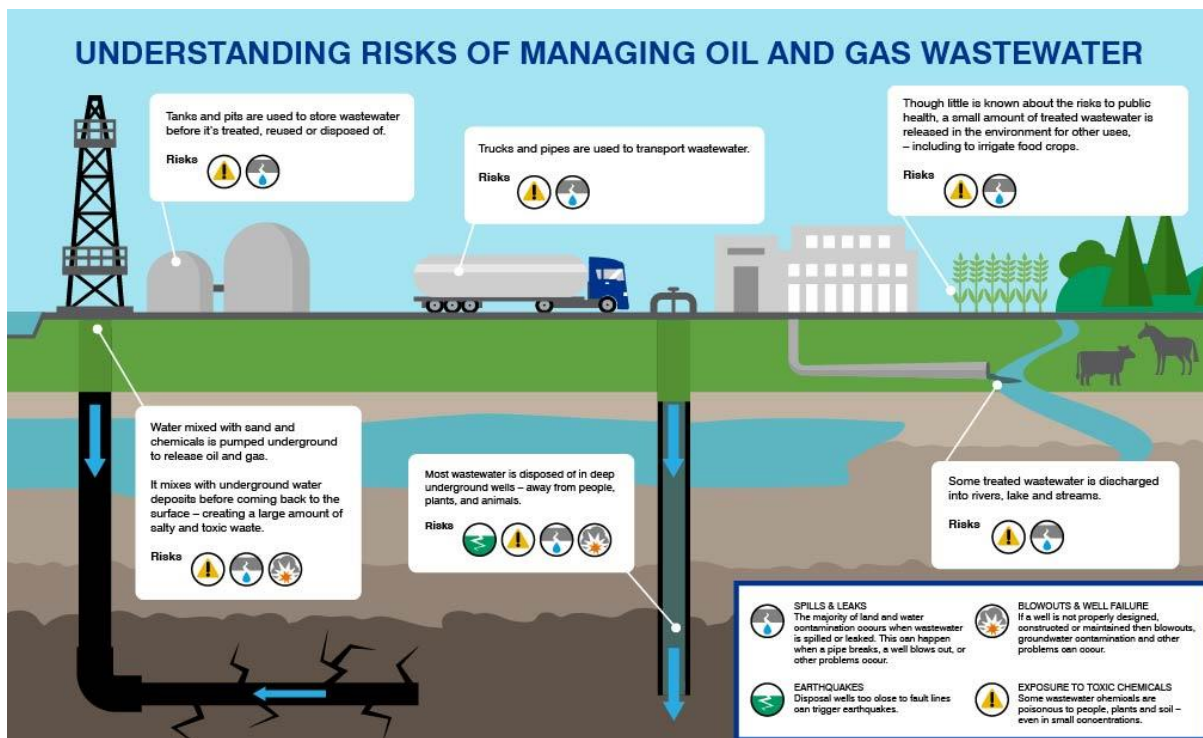 UNDERSTANDING RISKS OF MANAGING OIL AND GAS WASTEWATER
Tanks and pits are used to store wastewater
before it's treated, reused or disposed of.
Risks
Trucks and pipes are used to transport wastewater.
Risks
Though little is known about the risks to public
health, a small amount of treated wastewater is
released in the environment for other uses,
– including to irrigate food crops.
Risks
Water mixed with sand and
chemicals is pumped underground
to release oil and gas.
It mixes with underground water
deposits before coming back to the
surface – creating a large amount of
salty and toxic waste.
Risks
Most wastewater is disposed of in deep
underground wells – away from people,
plants, and animals.
Risks
Some treated wastewater is discharged
into rivers, lake and streams.
Risks
SPILLS & LEAKS
The majority of land and water
contamination occurs when wastewater
is spilled or leaked. This can happen
when a pipe breaks, a well blows out, or
other problems occur.
EARTHQUAKES
Disposal wells too close to fault lines
can trigger earthquakes.
BLOWOUTS & WELL FAILURE
If a well is not properly designed,
constructed or maintained then blowouts,
groundwater contamination and other
problems can occur.
EXPOSURE TO TOXIC CHEMICALS
Some wastewater chemicals are
poisonous to people, plants and soil –
even in small concentrations.